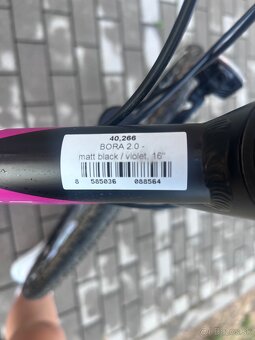 40,266
BORA 2.0 -
matt black / violet, 16"
8 585036 088564